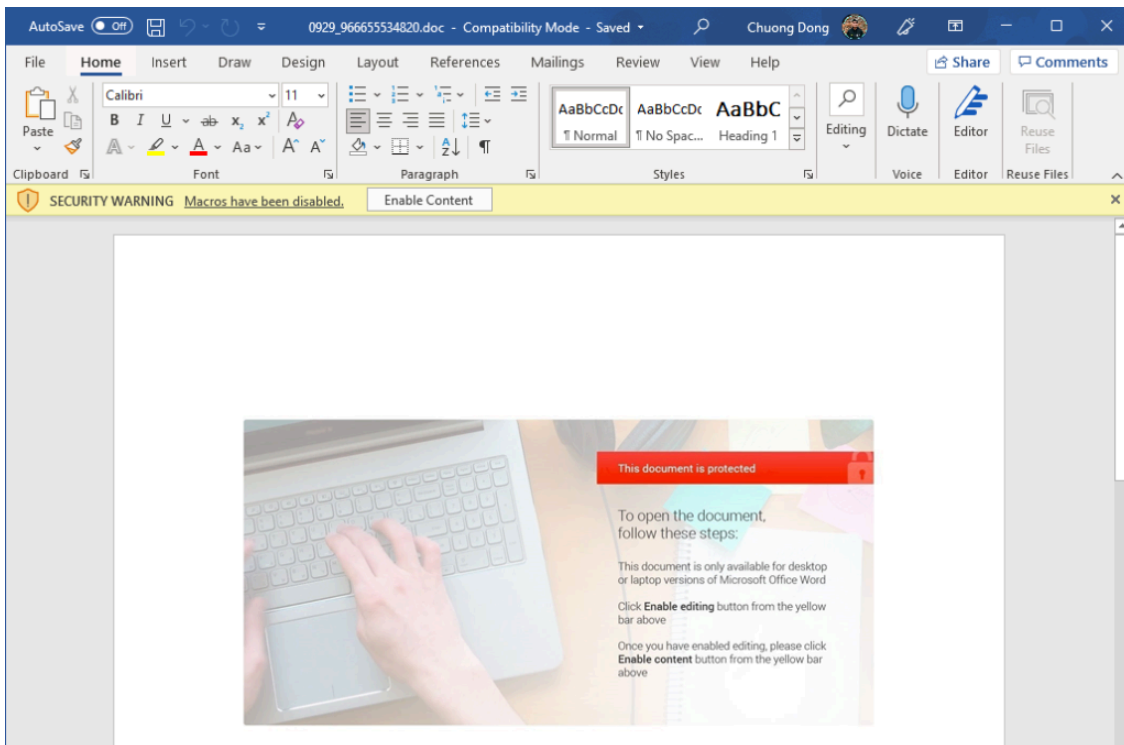 AutoSave Off 0929_966655534820.doc - Compatibility Mode - Saved Chuong Dong
File Home Insert Draw Design Layout References Mailings Review View Help Share Comments
Calibri 11
AaBbCcDc AaBbCcDc AaBbC
B I U ab x₂ x² A
¶ Normal ¶ No Spac... Heading 1
Paste
Editing Dictate Editor Reuse Files
A A Aa A^ Aˇ A Z ¶
Clipboard Font Paragraph Styles Voice Editor Reuse Files
SECURITY WARNING Macros have been disabled. Enable Content
This document is protected
To open the document,
follow these steps:
This document is only available for desktop
or laptop versions of Microsoft Office Word
Click Enable editing button from the yellow
bar above
Once you have enabled editing, please click
Enable content button from the yellow bar
above